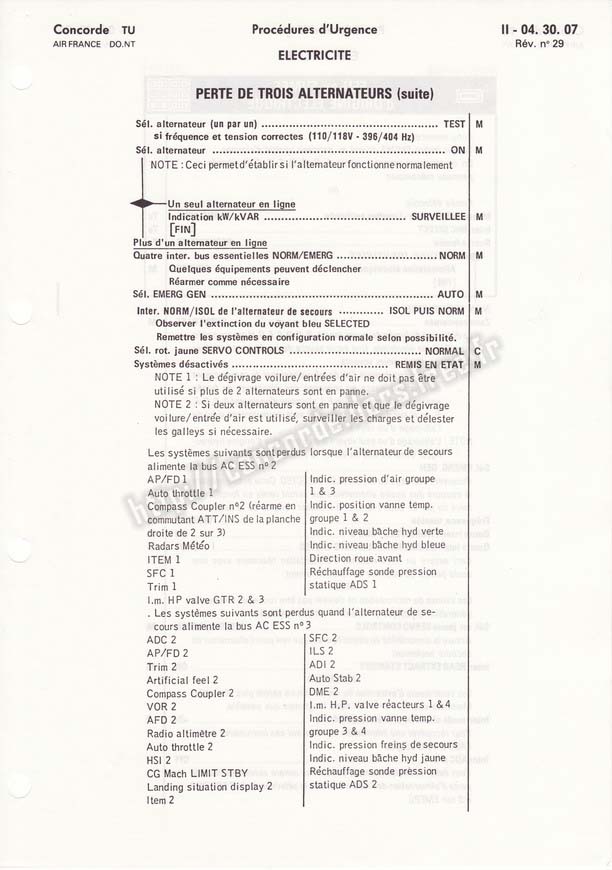 Concorde TU
Procédures d'Urgence
II - 04. 30. 07
AIR FRANCE DO.NT
Rév. n° 29
ELECTRICITE
PERTE DE TROIS ALTERNATEURS (suite)
Sél. alternateur (un par un) ........ TEST M
si fréquence et tension correctes (110/118V - 396/404 Hz)
Sél. alternateur ........ ON M
NOTE : Ceci permet d'établir si l'alternateur fonctionne normalement
Un seul alternateur en ligne
Indication kW/kVAR ........ SURVEILLEE M
[FIN]
Plus d'un alternateur en ligne
Quatre inter. bus essentielles NORM/EMERG ........ NORM M
Quelques équipements peuvent déclencher
Réarmer comme nécessaire
Sél. EMERG GEN ........ AUTO M
Inter. NORM/ISOL de l'alternateur de secours ........ ISOL PUIS NORM M
Observer l'extinction du voyant bleu SELECTED
Remettre les systèmes en configuration normale selon possibilité.
Sél. rot. jaune SERVO CONTROLS ........ NORMAL C
Systèmes désactivés ........ REMIS EN ETAT M
NOTE 1 : Le dégivrage voilure/entrées d'air ne doit pas être
utilisé si plus de 2 alternateurs sont en panne.
NOTE 2 : Si deux alternateurs sont en panne et que le dégivrage
voilure/entrée d'air est utilisé, surveiller les charges et délester
les galleys si nécessaire.
Les systèmes suivants sont perdus lorsque l'alternateur de secours
alimente la bus AC ESS n° 2
AP/FD 1
Auto throttle 1
Compass Coupler n°2 (réarme en
commutant ATT/INS de la planche
droite de 2 sur 3)
Radars Météo
ITEM 1
SFC 1
Trim 1
I.m. HP valve GTR 2 & 3
Indic. pression d'air groupe
1 & 3
Indic. position vanne temp.
groupe 1 & 2
Indic. niveau bâche hyd verte
Indic. niveau bâche hyd bleue
Direction roue avant
Réchauffage sonde pression
statique ADS 1
. Les systèmes suivants sont perdus quand l'alternateur de se-
cours alimente la bus AC ESS n° 3
ADC 2
AP/FD 2
Trim 2
Artificial feel 2
Compass Coupler 2
VOR 2
AFD 2
Radio altimètre 2
Auto throttle 2
HSI 2
CG Mach LIMIT STBY
Landing situation display 2
Item 2
SFC 2
ILS 2
ADI 2
Auto Stab 2
DME 2
I.m. H.P. valve réacteurs 1 & 4
Indic. pression vanne temp.
groupe 3 & 4
Indic. pression freins de secours
Indic. niveau bâche hyd jaune
Réchauffage sonde pression
statique ADS 2